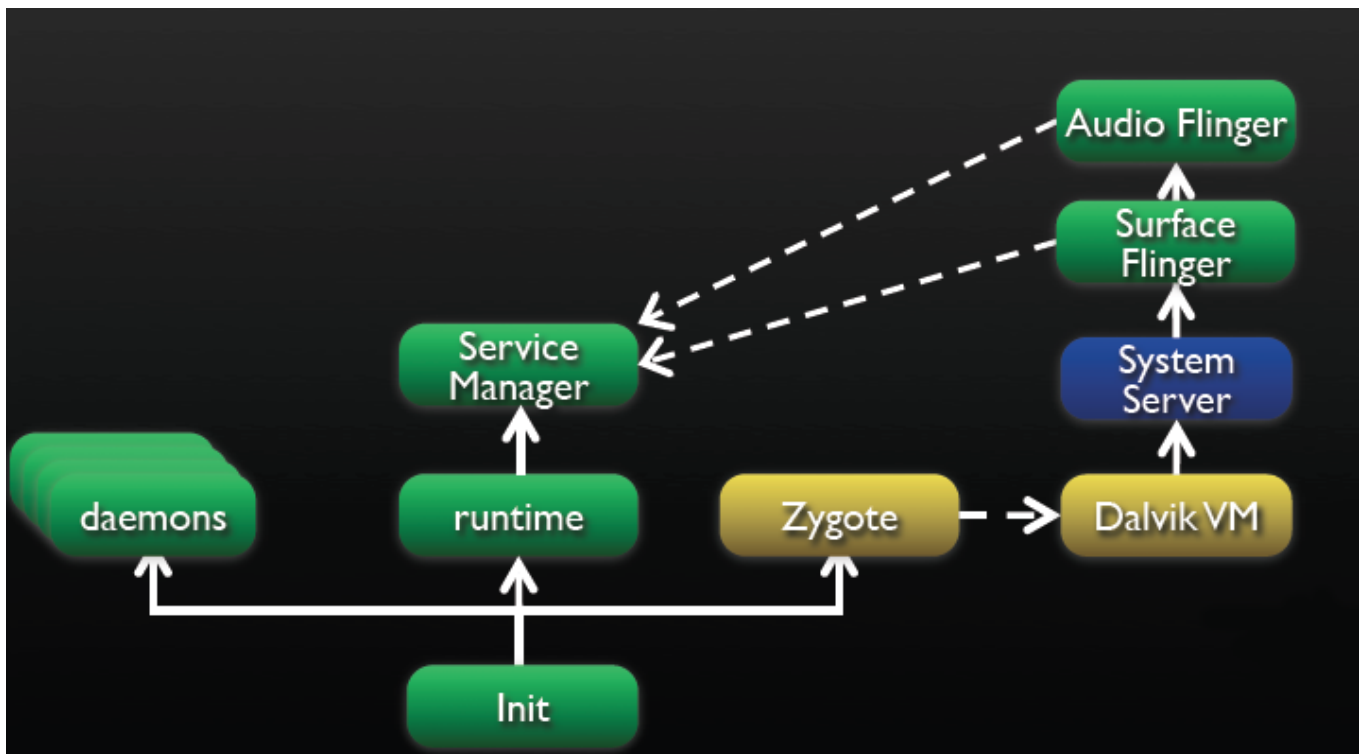 Audio Flinger
Surface
Flinger
Service
Manager
System
Server
daemons
runtime
Zygote
Dalvik VM
Init